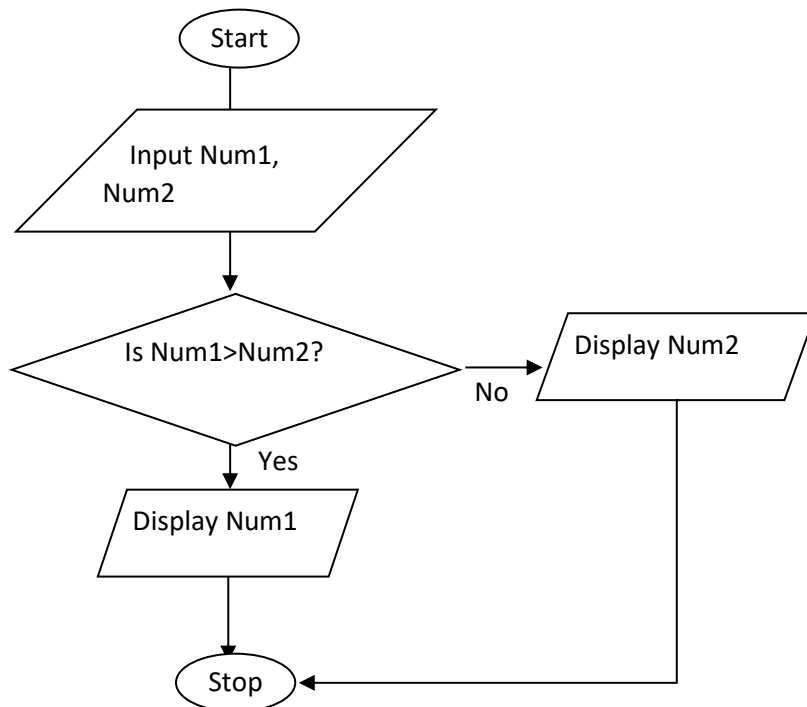 Start
Input Num1,
Num2
Is Num1>Num2?
No
Display Num2
Yes
Display Num1
Stop